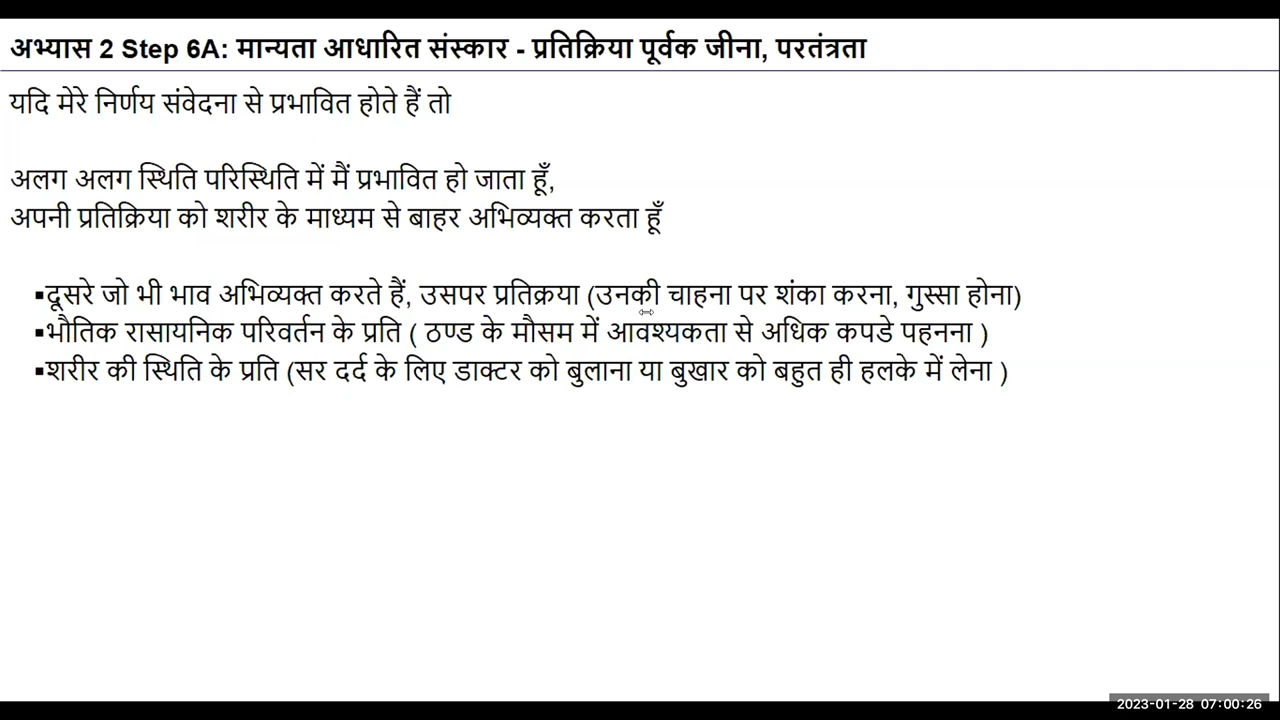 अभ्यास 2 Step 6A: मान्यता आधारित संस्कार - प्रतिक्रिया पूर्वक जीना, परतंत्रता
यदि मेरे निर्णय संवेदना से प्रभावित होते हैं तो
अलग अलग स्थिति परिस्थिति में मैं प्रभावित हो जाता हूँ,
अपनी प्रतिक्रिया को शरीर के माध्यम से बाहर अभिव्यक्त करता हूँ
▪दूसरे जो भी भाव अभिव्यक्त करते हैं, उसपर प्रतिक्रया (उनकी चाहना पर शंका करना, गुस्सा होना)
▪भौतिक रासायनिक परिवर्तन के प्रति ( ठण्ड के मौसम में आवश्यकता से अधिक कपडे पहनना )
▪शरीर की स्थिति के प्रति (सर दर्द के लिए डाक्टर को बुलाना या बुखार को बहुत ही हलके में लेना )
2023-01-28 07:00:26